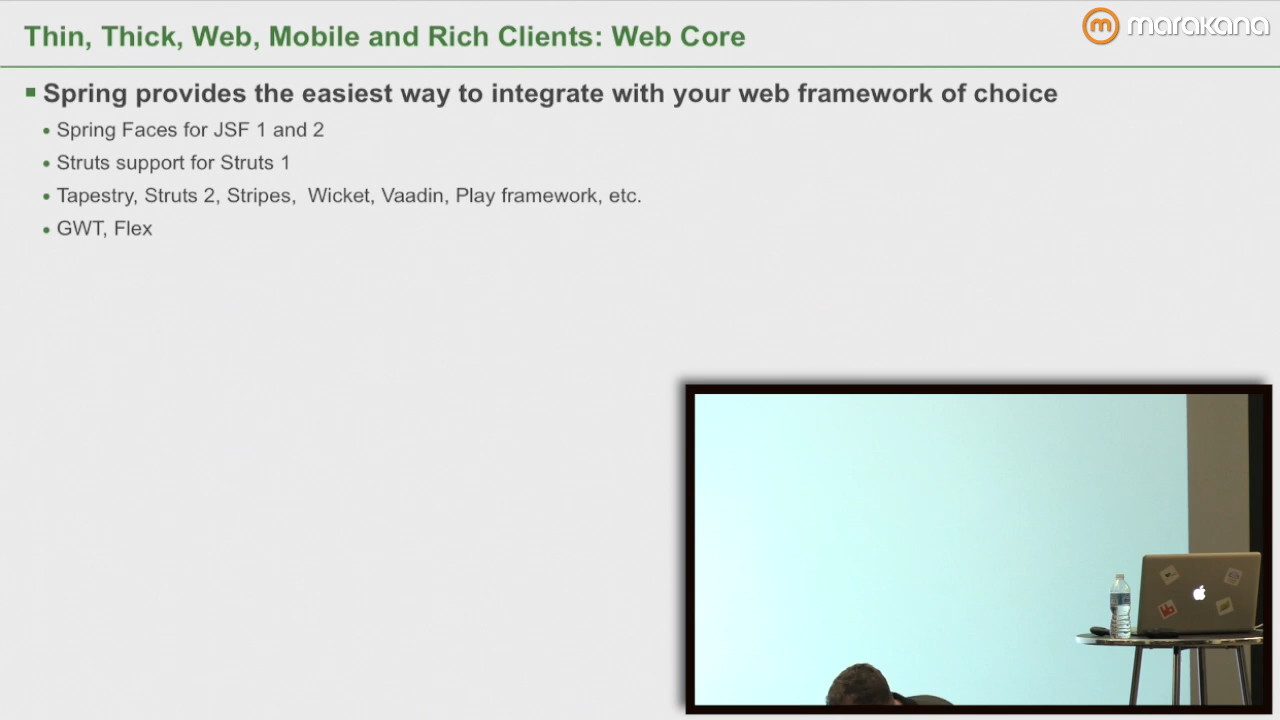 Thin, Thick, Web, Mobile and Rich Clients: Web Core
marakana
Spring provides the easiest way to integrate with your web framework of choice
Spring Faces for JSF 1 and 2
Struts support for Struts 1
Tapestry, Struts 2, Stripes, Wicket, Vaadin, Play framework, etc.
GWT, Flex